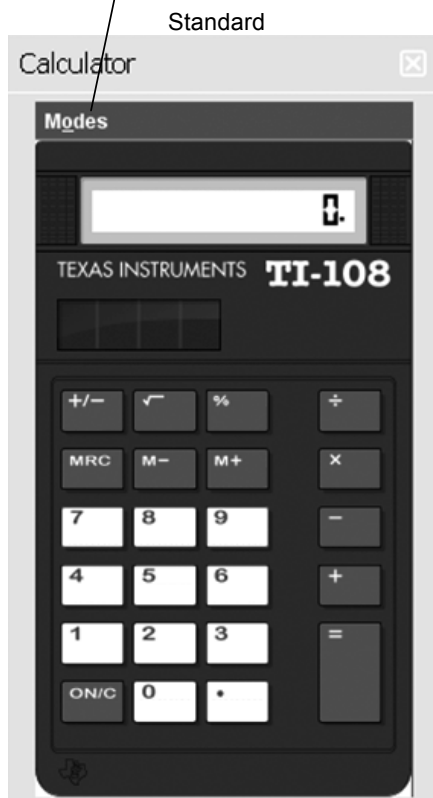 Standard
Calculator
Modes
0.
TEXAS INSTRUMENTS TI-108
+/− √ % ÷
MRC M− M+ ×
7 8 9 −
4 5 6 +
1 2 3 =
ON/C 0 •